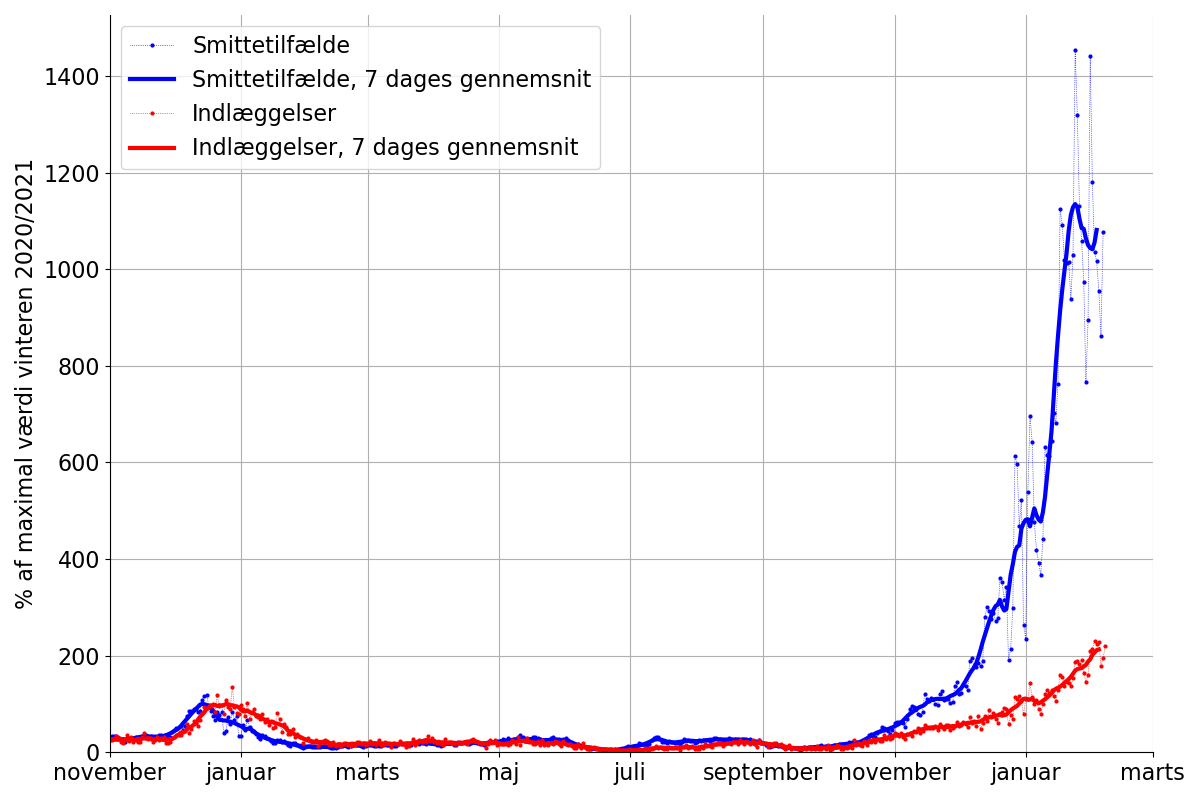 Smittetilfælde
Smittetilfælde, 7 dages gennemsnit
Indlæggelser
Indlæggelser, 7 dages gennemsnit
% af maximal værdi vinteren 2020/2021
1400
1200
1000
800
600
400
200
0
november januar marts maj juli september november januar marts